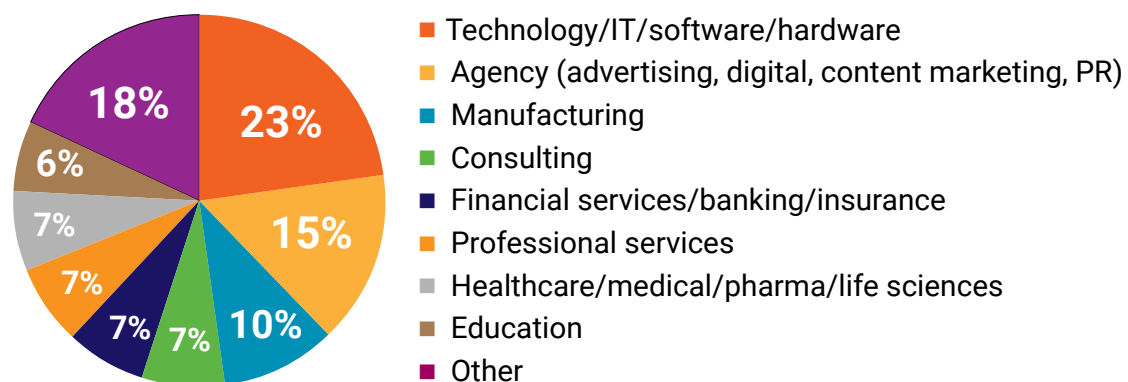 23%
15%
10%
7%
7%
7%
7%
6%
18%
Technology/IT/software/hardware
Agency (advertising, digital, content marketing, PR)
Manufacturing
Consulting
Financial services/banking/insurance
Professional services
Healthcare/medical/pharma/life sciences
Education
Other